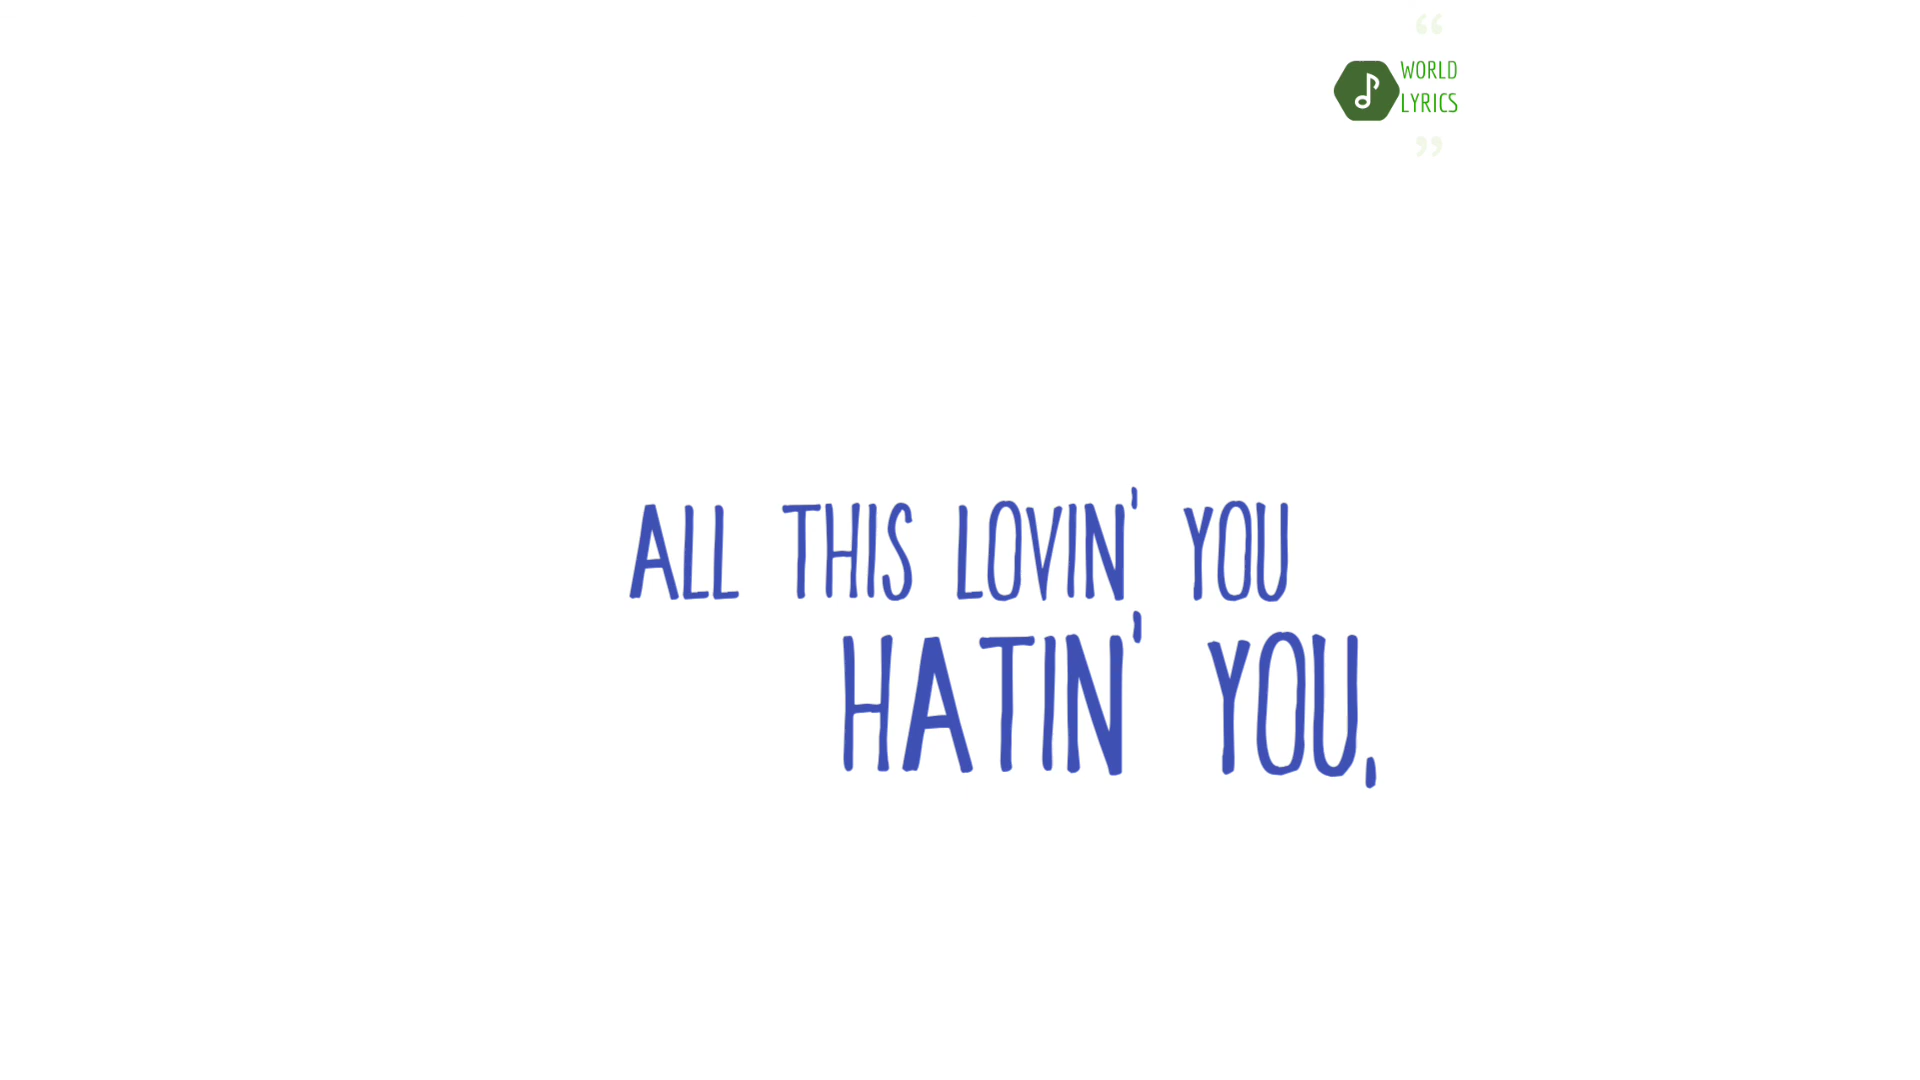 “
WORLD
LYRICS
”
ALL THIS LOVIN' YOU
HATIN' YOU,